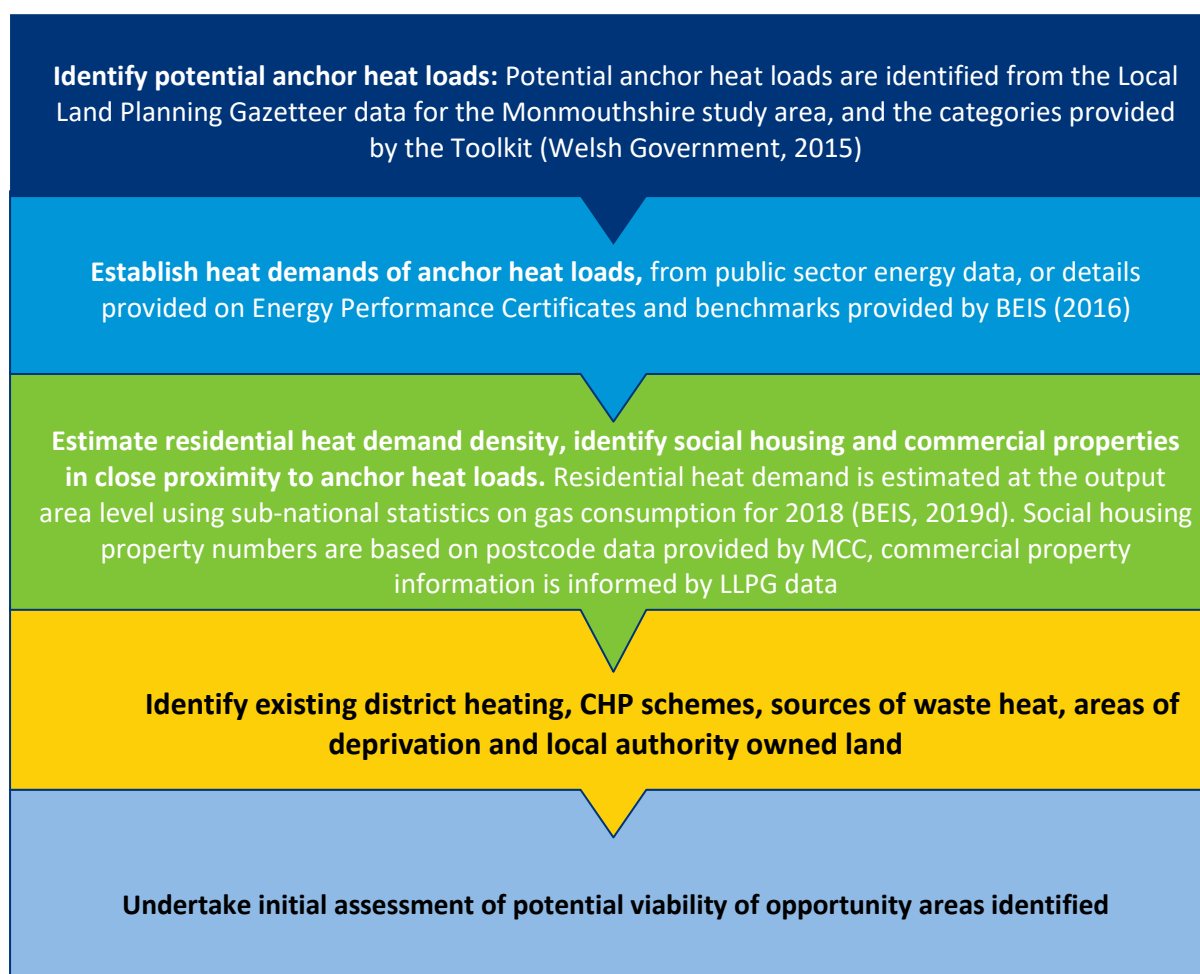 Identify potential anchor heat loads: Potential anchor heat loads are identified from the Local
Land Planning Gazetteer data for the Monmouthshire study area, and the categories provided
by the Toolkit (Welsh Government, 2015)
Establish heat demands of anchor heat loads, from public sector energy data, or details
provided on Energy Performance Certificates and benchmarks provided by BEIS (2016)
Estimate residential heat demand density, identify social housing and commercial properties
in close proximity to anchor heat loads. Residential heat demand is estimated at the output
area level using sub-national statistics on gas consumption for 2018 (BEIS, 2019d). Social housing
property numbers are based on postcode data provided by MCC, commercial property
information is informed by LLPG data
Identify existing district heating, CHP schemes, sources of waste heat, areas of
deprivation and local authority owned land
Undertake initial assessment of potential viability of opportunity areas identified